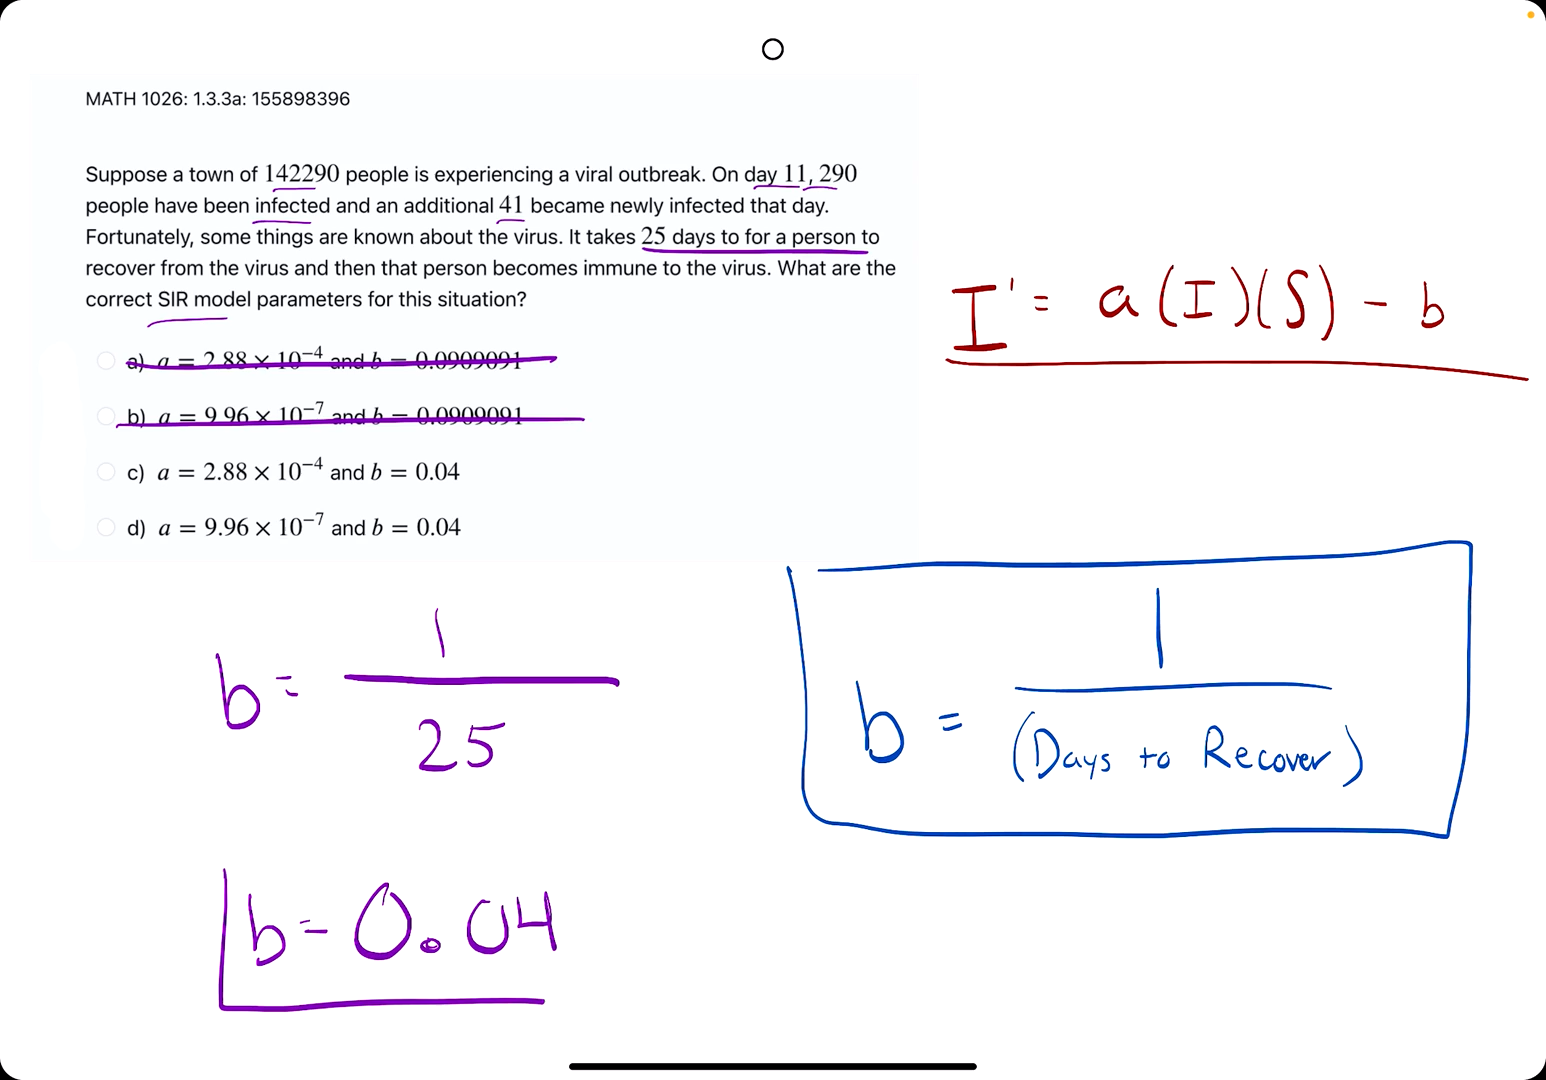 MATH 1026: 1.3.3a: 155898396
Suppose a town of 142290 people is experiencing a viral outbreak. On day 11, 290
people have been infected and an additional 41 became newly infected that day.
Fortunately, some things are known about the virus. It takes 25 days to for a person to
recover from the virus and then that person becomes immune to the virus. What are the
correct SIR model parameters for this situation?
a) a = 2.88 × 10⁻⁴ and b = 0.0909091
b) a = 9.96 × 10⁻⁷ and b = 0.0909091
c) a = 2.88 × 10⁻⁴ and b = 0.04
d) a = 9.96 × 10⁻⁷ and b = 0.04
I' = a(I)(S) - b
b = 1
25
b = 0.04
b = 1
(Days to Recover)